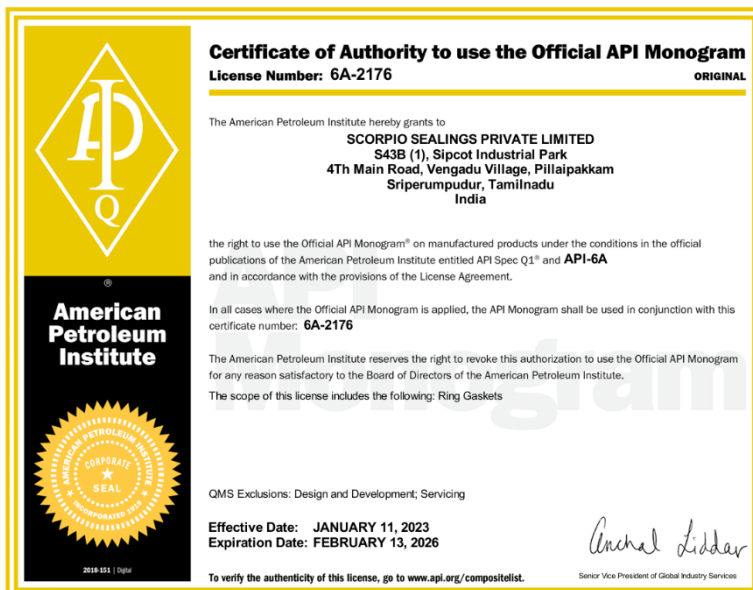 Certificate of Authority to use the Official API Monogram
License Number: 6A-2176
ORIGINAL
The American Petroleum Institute hereby grants to
SCORPIO SEALINGS PRIVATE LIMITED
S43B (1), Sipcot Industrial Park
4Th Main Road, Vengadu Village, Pillaipakkam
Sriperumpudur, Tamilnadu
India
the right to use the Official API Monogram® on manufactured products under the conditions in the official
publications of the American Petroleum Institute entitled API Spec Q1® and API-6A
and in accordance with the provisions of the License Agreement.
In all cases where the Official API Monogram is applied, the API Monogram shall be used in conjunction with this
certificate number: 6A-2176
The American Petroleum Institute reserves the right to revoke this authorization to use the Official API Monogram
for any reason satisfactory to the Board of Directors of the American Petroleum Institute.
The scope of this license includes the following: Ring Gaskets
QMS Exclusions: Design and Development; Servicing
Effective Date: JANUARY 11, 2023
Expiration Date: FEBRUARY 13, 2026
To verify the authenticity of this license, go to www.api.org/compositelist.
Anchal Liddar
Senior Vice President of Global Industry Services
API
Monogram
API
Q
®
American
Petroleum
Institute
AMERICAN PETROLEUM INSTITUTE
CORPORATE
SEAL
INCORPORATED 1919
2018-151 | Digital